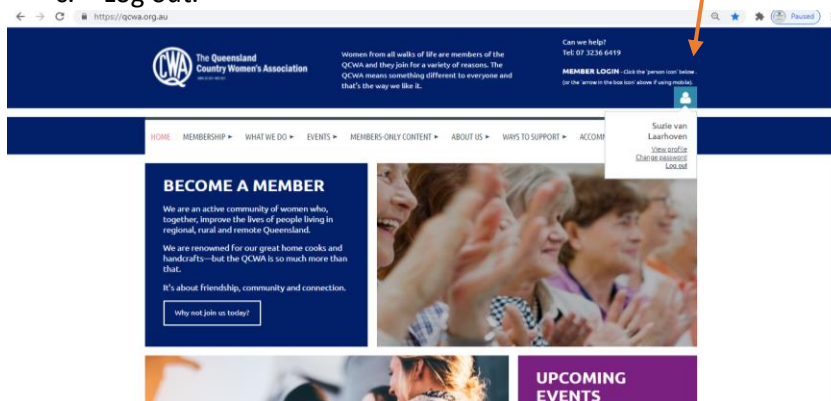 c. Log out.
https://qcwa.org.au
Paused
QCWA
The Queensland
Country Women's Association
Women from all walks of life are members of the
QCWA and they join for a variety of reasons. The
QCWA means something different to everyone and
that's the way we like it.
Can we help?
Tel: 07 3236 6419
MEMBER LOGIN - Click the 'person icon' below .
(or the 'arrow in the box icon' above if using mobile).
Suzie van
Laarhoven
View profile
Change password
Log out
HOME MEMBERSHIP ► WHAT WE DO ► EVENTS ► MEMBERS-ONLY CONTENT ► ABOUT US ► WAYS TO SUPPORT ► ACCOMM
BECOME A MEMBER
We are an active community of women who,
together, improve the lives of people living in
regional, rural and remote Queensland.
We are renowned for our great home cooks and
handcrafts—but the QCWA is so much more than
that.
It's about friendship, community and connection.
Why not join us today?
UPCOMING
EVENTS